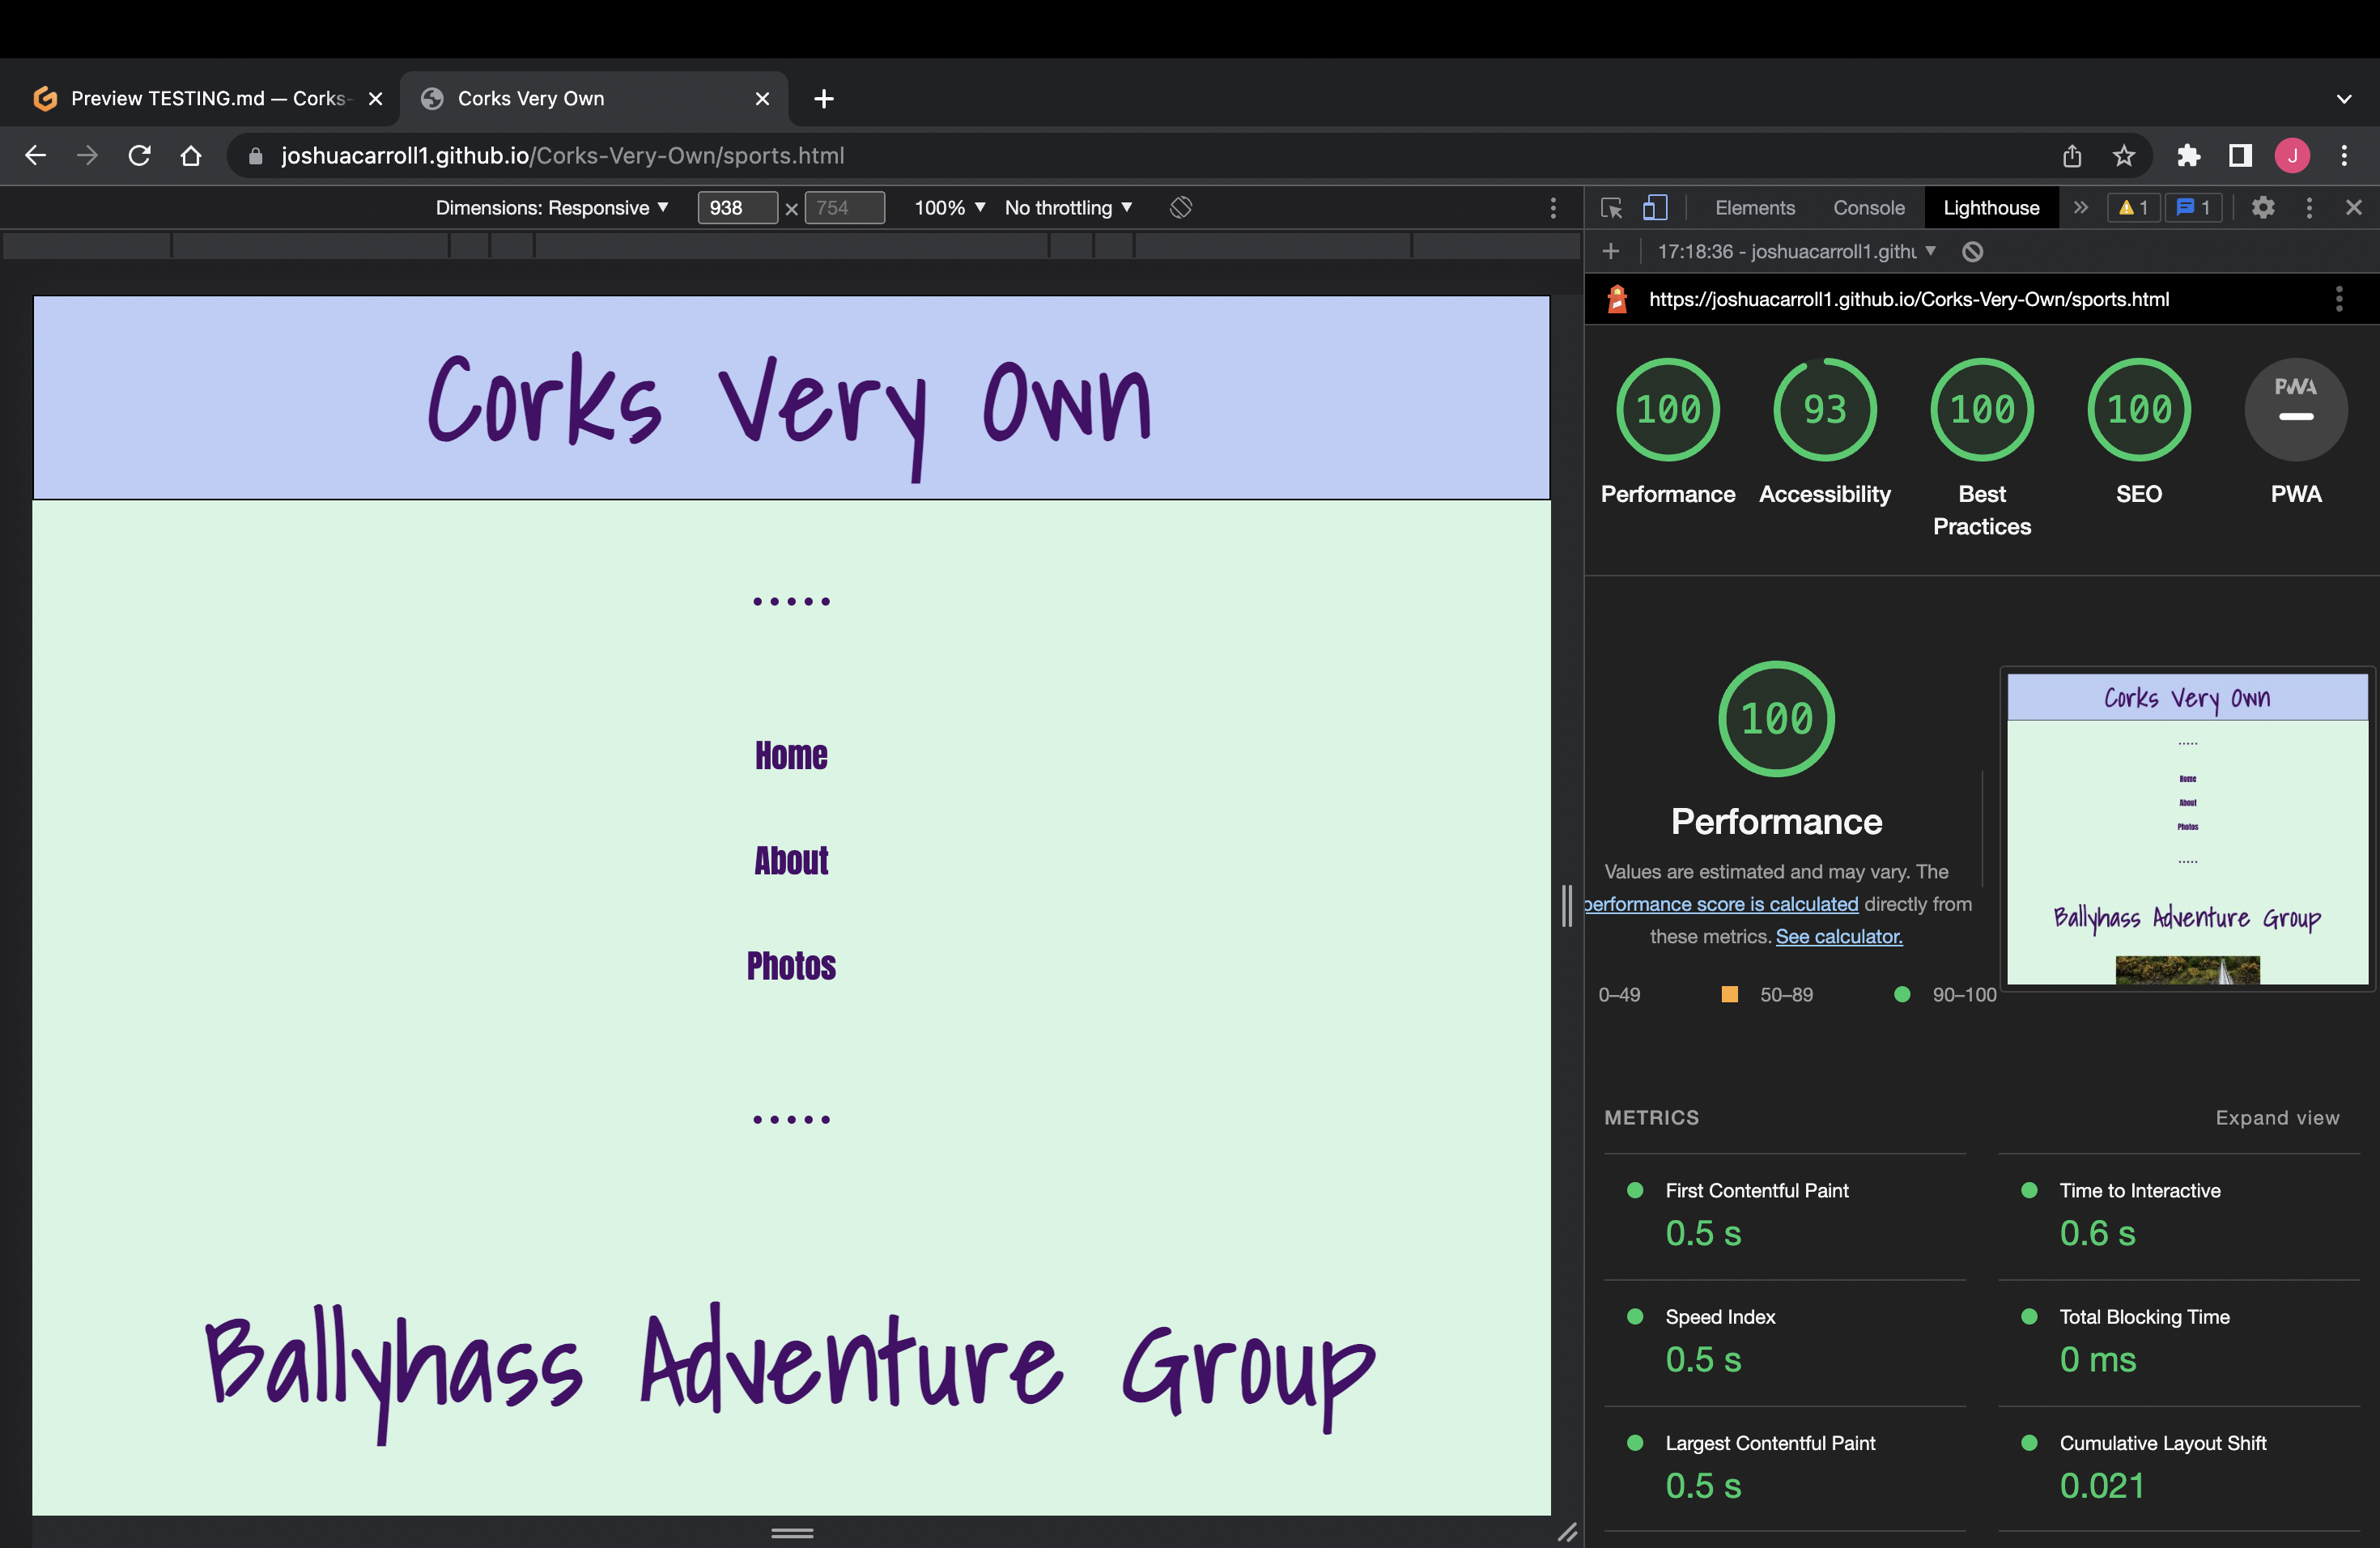 Preview TESTING.md — Corks-
Corks Very Own
joshuacarroll1.github.io/Corks-Very-Own/sports.html
J
Dimensions: Responsive
938 × 754
100%
No throttling
Elements
Console
Lighthouse
1
1
17:18:36 - joshuacarroll1.githu
https://joshuacarroll1.github.io/Corks-Very-Own/sports.html
Corks Very Own
.....
Home
About
Photos
.....
Ballyhass Adventure Group
100
Performance
93
Accessibility
100
Best
Practices
100
SEO
PWA
PWA
100
Performance
Values are estimated and may vary. The
performance score is calculated directly from
these metrics. See calculator.
0–49
50–89
90–100
Corks Very Own
.....
Home
About
Photos
.....
Ballyhass Adventure Group
METRICS
Expand view
First Contentful Paint
0.5 s
Time to Interactive
0.6 s
Speed Index
0.5 s
Total Blocking Time
0 ms
Largest Contentful Paint
0.5 s
Cumulative Layout Shift
0.021